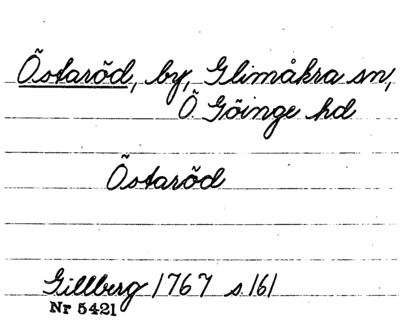 Östaröd, by, Glimåkra sn,
Ö Göinge hd
Östaröd
Gillberg 1767 s. 161
Nr 5421